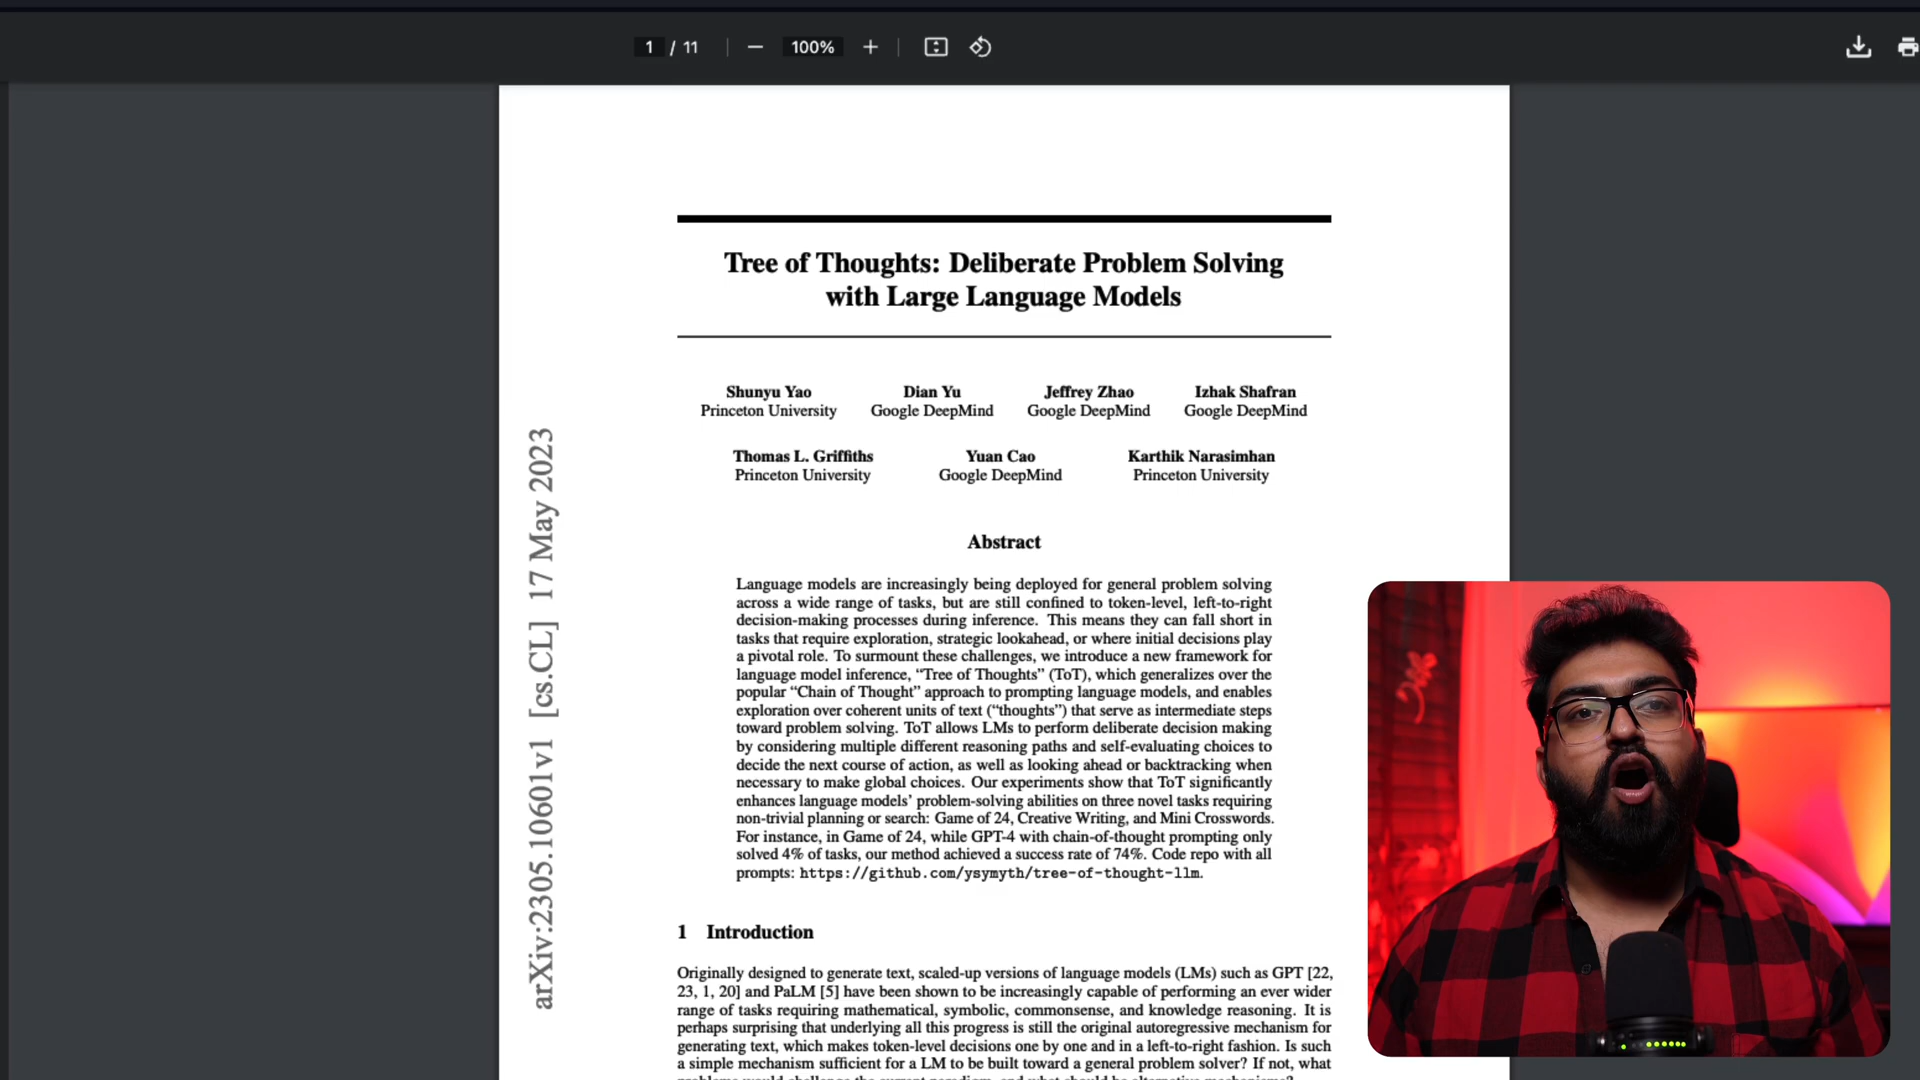 1 / 11
100%
Tree of Thoughts: Deliberate Problem Solving
with Large Language Models
Shunyu Yao
Princeton University
Dian Yu
Google DeepMind
Jeffrey Zhao
Google DeepMind
Izhak Shafran
Google DeepMind
Thomas L. Griffiths
Princeton University
Yuan Cao
Google DeepMind
Karthik Narasimhan
Princeton University
arXiv:2305.10601v1 [cs.CL] 17 May 2023
Abstract
Language models are increasingly being deployed for general problem solving
across a wide range of tasks, but are still confined to token-level, left-to-right
decision-making processes during inference. This means they can fall short in
tasks that require exploration, strategic lookahead, or where initial decisions play
a pivotal role. To surmount these challenges, we introduce a new framework for
language model inference, “Tree of Thoughts” (ToT), which generalizes over the
popular “Chain of Thought” approach to prompting language models, and enables
exploration over coherent units of text (“thoughts”) that serve as intermediate steps
toward problem solving. ToT allows LMs to perform deliberate decision making
by considering multiple different reasoning paths and self-evaluating choices to
decide the next course of action, as well as looking ahead or backtracking when
necessary to make global choices. Our experiments show that ToT significantly
enhances language models’ problem-solving abilities on three novel tasks requiring
non-trivial planning or search: Game of 24, Creative Writing, and Mini Crosswords.
For instance, in Game of 24, while GPT-4 with chain-of-thought prompting only
solved 4% of tasks, our method achieved a success rate of 74%. Code repo with all
prompts: https://github.com/ysymyth/tree-of-thought-llm.
1 Introduction
Originally designed to generate text, scaled-up versions of language models (LMs) such as GPT [22,
23, 1, 20] and PaLM [5] have been shown to be increasingly capable of performing an ever wider
range of tasks requiring mathematical, symbolic, commonsense, and knowledge reasoning. It is
perhaps surprising that underlying all this progress is still the original autoregressive mechanism for
generating text, which makes token-level decisions one by one and in a left-to-right fashion. Is such
a simple mechanism sufficient for a LM to be built toward a general problem solver? If not, what